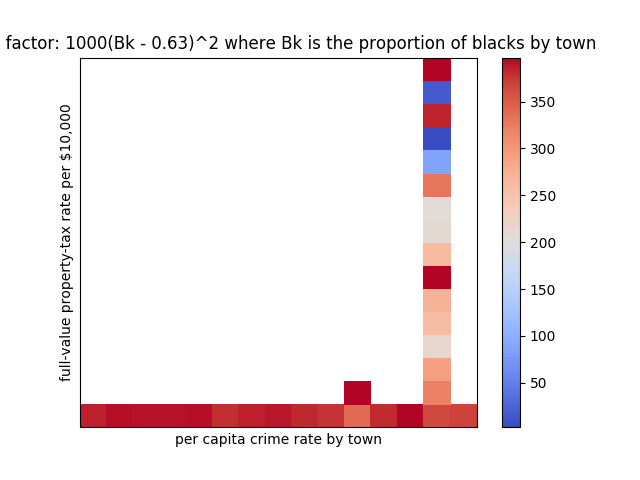 factor: 1000(Bk - 0.63)^2 where Bk is the proportion of blacks by town
full-value property-tax rate per $10,000
350
300
250
200
150
100
50
per capita crime rate by town